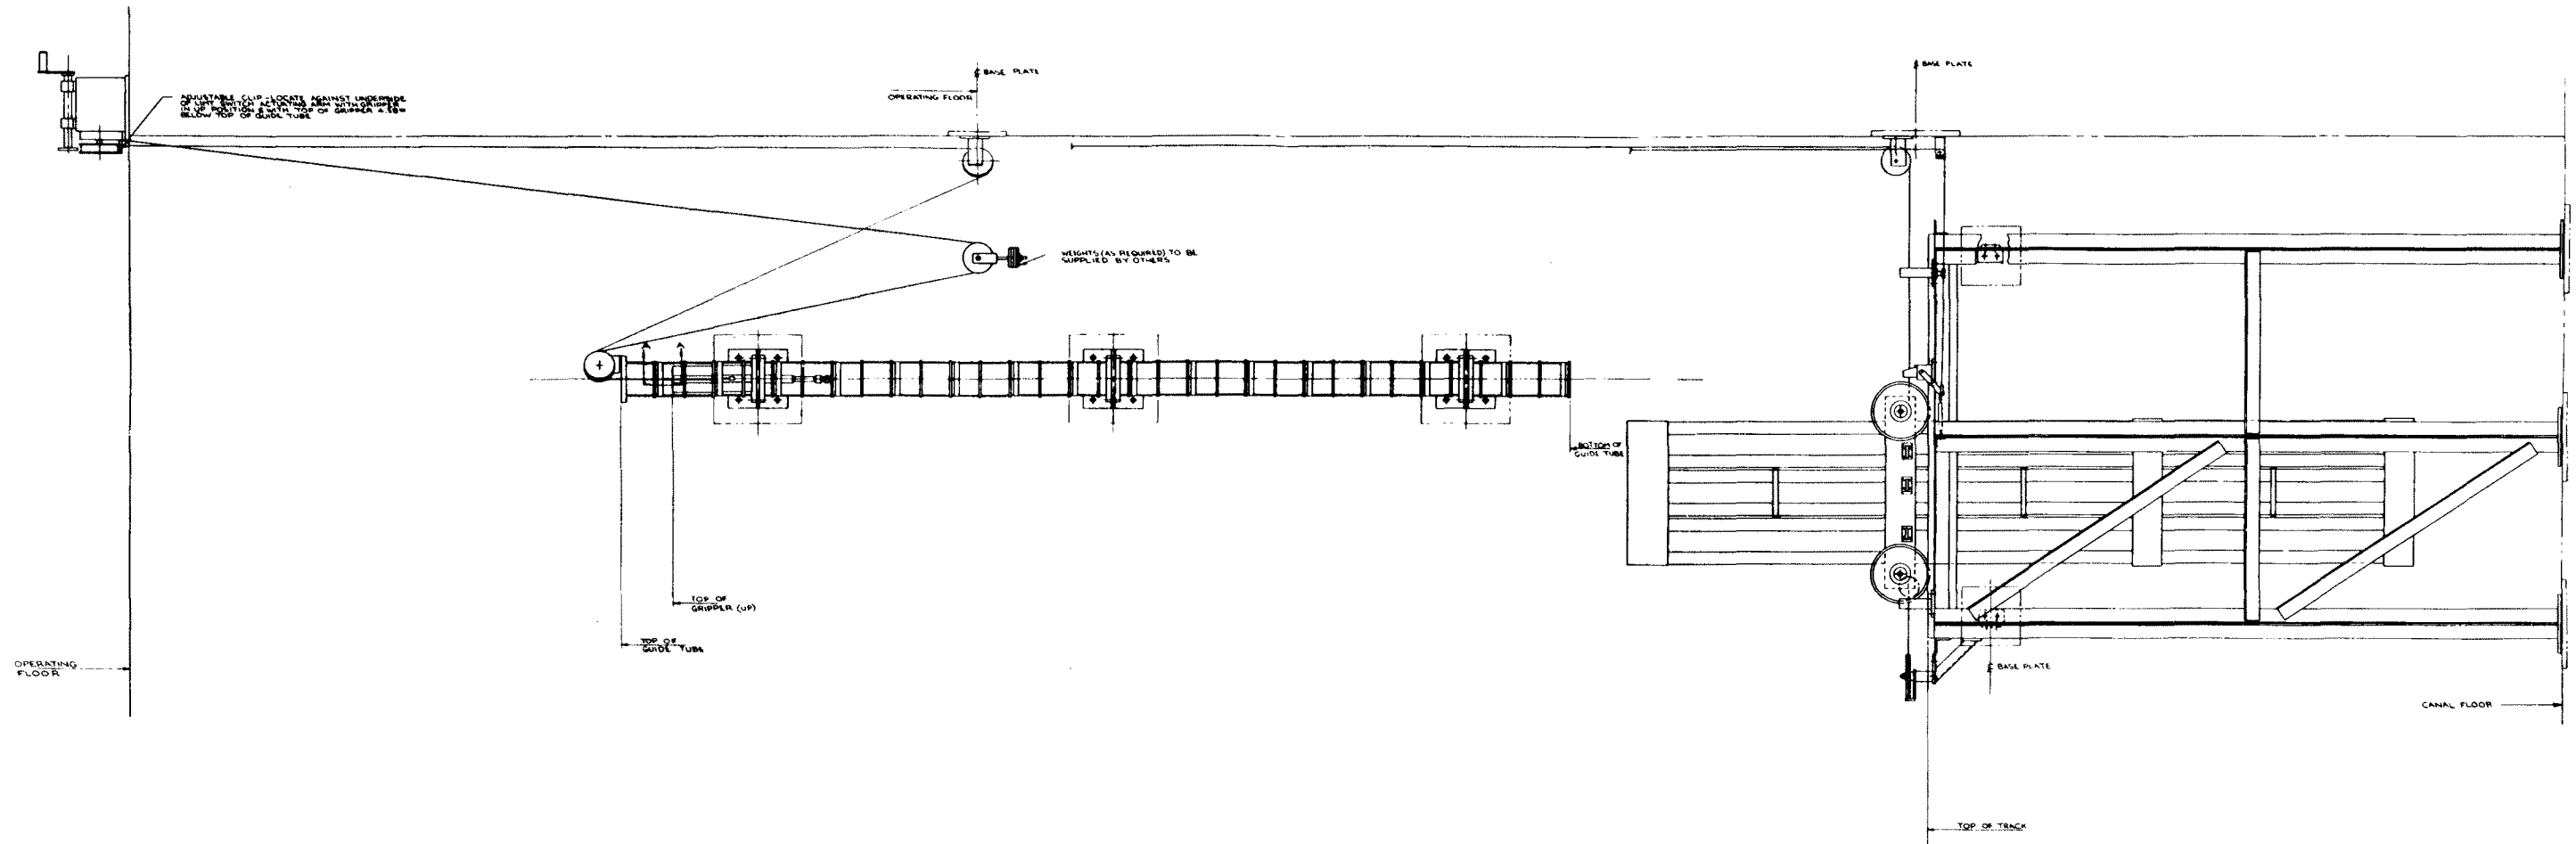 ADJUSTABLE CLIP - LOCATE AGAINST UNDERSIDE
OF LIMIT SWITCH ACTUATING ARM WITH GRIPPER
IN UP POSITION & WITH TOP OF GRIPPER
BELOW TOP OF GUIDE TUBE
℄ BASE PLATE
OPERATING FLOOR
℄ BASE PLATE
WEIGHTS (AS REQUIRED) TO BE
SUPPLIED BY OTHERS
A A
BOTTOM OF
GUIDE TUBE
TOP OF
GRIPPER (UP)
TOP OF
GUIDE TUBE
OPERATING
FLOOR
℄ BASE PLATE
CANAL FLOOR
TOP OF TRACK